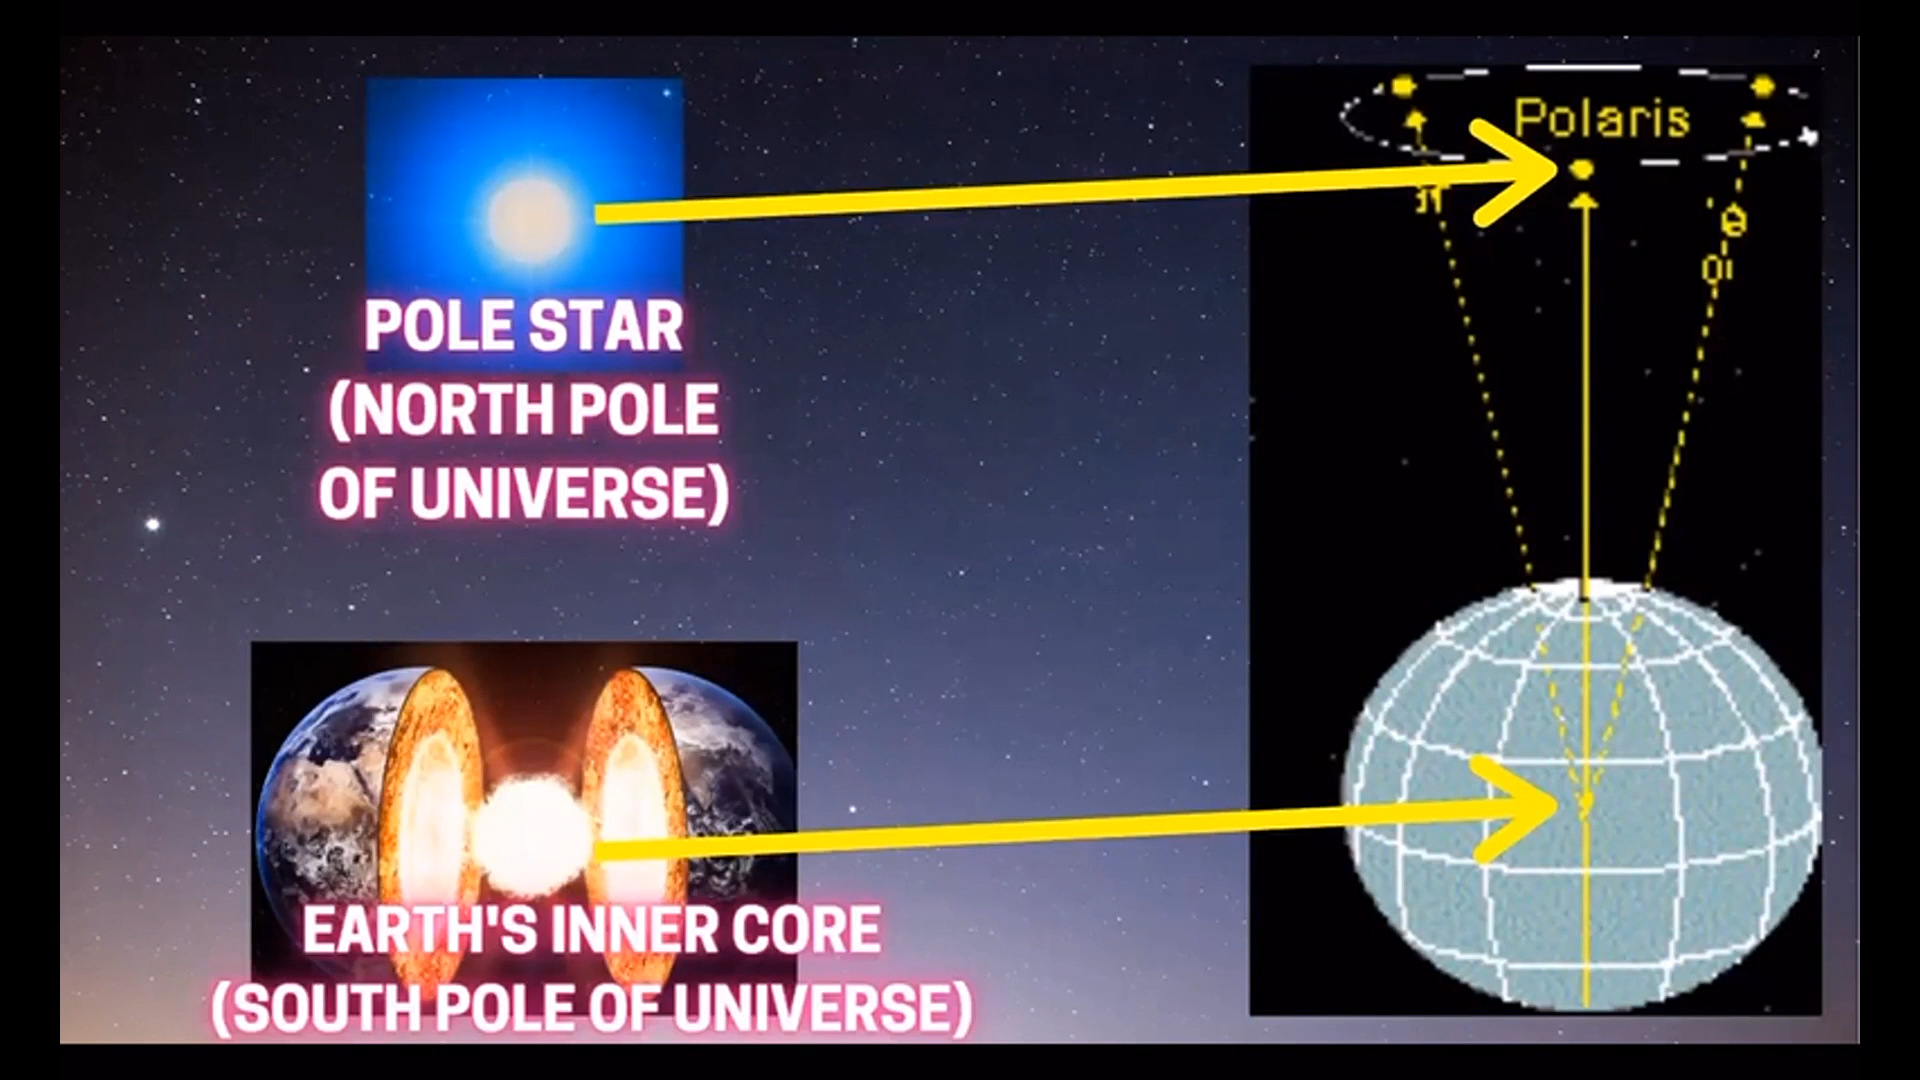 Polaris
POLE STAR
(NORTH POLE
OF UNIVERSE)
EARTH'S INNER CORE
(SOUTH POLE OF UNIVERSE)